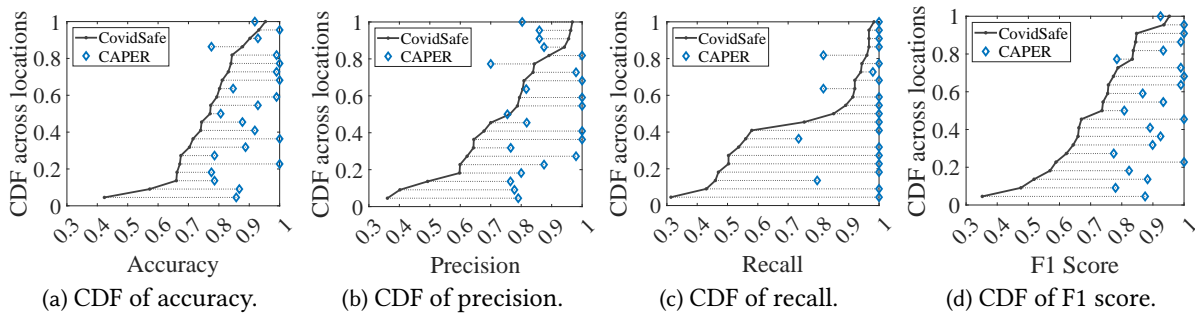 CDF across locations
1
0.8
0.6
0.4
0.2
0
CovidSafe
CAPER
0.3
0.4
0.5
0.6
0.7
0.8
0.9
1
Accuracy
(a) CDF of accuracy.
CDF across locations
1
0.8
0.6
0.4
0.2
0
CovidSafe
CAPER
0.3
0.4
0.5
0.6
0.7
0.8
0.9
1
Precision
(b) CDF of precision.
CDF across locations
1
0.8
0.6
0.4
0.2
0
CovidSafe
CAPER
0.3
0.4
0.5
0.6
0.7
0.8
0.9
1
Recall
(c) CDF of recall.
CDF across locations
1
0.8
0.6
0.4
0.2
0
CovidSafe
CAPER
0.3
0.4
0.5
0.6
0.7
0.8
0.9
1
F1 Score
(d) CDF of F1 score.